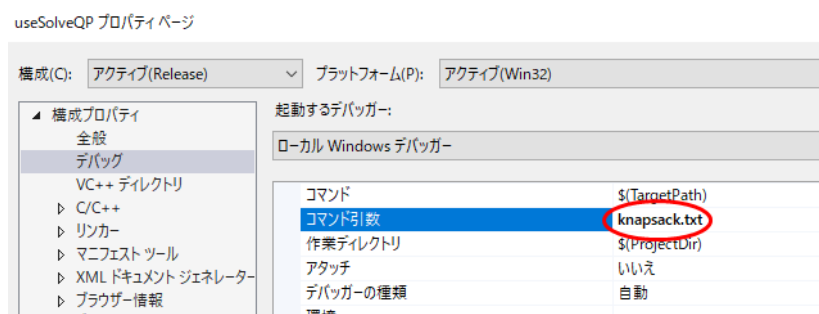 useSolveQP プロパティ ページ
構成(C): アクティブ(Release) プラットフォーム(P): アクティブ(Win32)
構成プロパティ
全般
デバッグ
VC++ ディレクトリ
C/C++
リンカー
マニフェスト ツール
XML ドキュメント ジェネレーター
ブラウザー情報
起動するデバッガー:
ローカル Windows デバッガー
コマンド $(TargetPath)
コマンド引数 knapsack.txt
作業ディレクトリ $(ProjectDir)
アタッチ いいえ
デバッガーの種類 自動